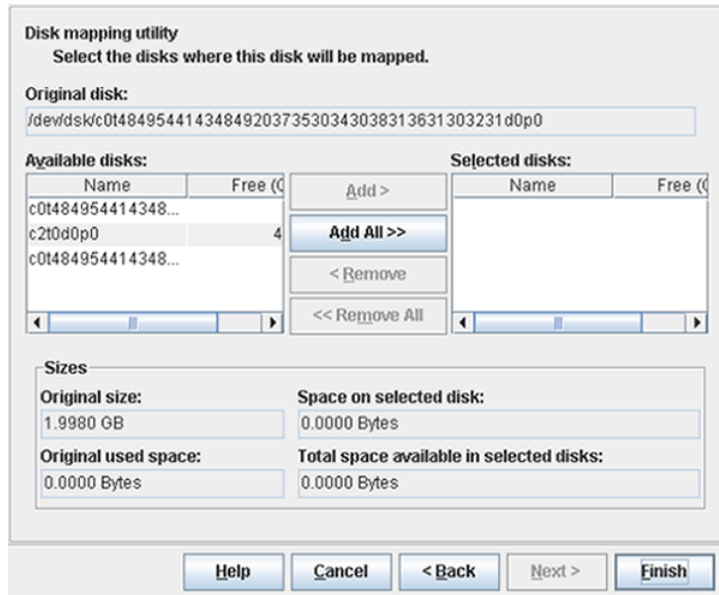 Disk mapping utility
Select the disks where this disk will be mapped.
Original disk:
/dev/dsk/c0t48495441434849203735303430383136313032​31d0p0
Available disks:
Selected disks:
Name Free (G
Name Free (G
c0t484954414348...
c2t0d0p0 4
c0t484954414348...
Add >
Add All >>
< Remove
<< Remove All
Sizes
Original size:
Space on selected disk:
1.9980 GB
0.0000 Bytes
Original used space:
Total space available in selected disks:
0.0000 Bytes
0.0000 Bytes
Help Cancel < Back Next > Finish